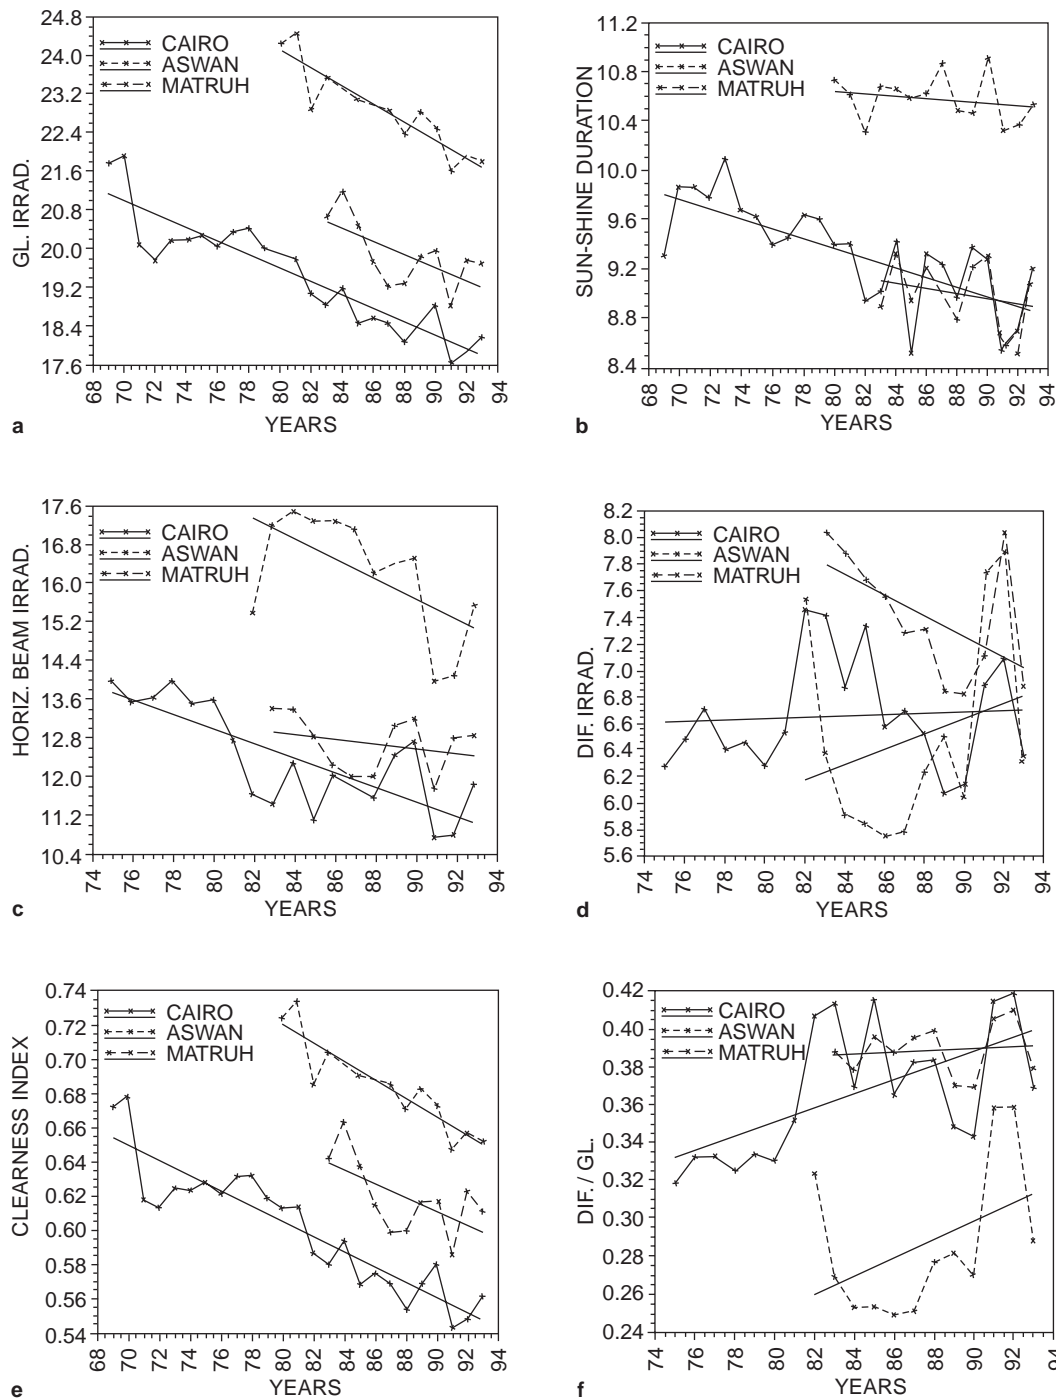 24.8
24.0
23.2
22.4
21.6
20.8
20.0
19.2
18.4
17.6
GL. IRRAD.
CAIRO
ASWAN
MATRUH
68 70 72 74 76 78 80 82 84 86 88 90 92 94
YEARS
a
11.2
10.8
10.4
10.0
9.6
9.2
8.8
8.4
SUN-SHINE DURATION
CAIRO
ASWAN
MATRUH
68 70 72 74 76 78 80 82 84 86 88 90 92 94
YEARS
b
17.6
16.8
16.0
15.2
14.4
13.6
12.8
12.0
11.2
10.4
HORIZ. BEAM IRRAD.
CAIRO
ASWAN
MATRUH
74 76 78 80 82 84 86 88 90 92 94
YEARS
c
8.2
8.0
7.8
7.6
7.4
7.2
7.0
6.8
6.6
6.4
6.2
6.0
5.8
5.6
DIF. IRRAD.
CAIRO
ASWAN
MATRUH
74 76 78 80 82 84 86 88 90 92 94
YEARS
d
0.74
0.72
0.70
0.68
0.66
0.64
0.62
0.60
0.58
0.56
0.54
CLEARNESS INDEX
CAIRO
ASWAN
MATRUH
68 70 72 74 76 78 80 82 84 86 88 90 92 94
YEARS
e
0.42
0.40
0.38
0.36
0.34
0.32
0.30
0.28
0.26
0.24
DIF. / GL.
CAIRO
ASWAN
MATRUH
74 76 78 80 82 84 86 88 90 92 94
YEARS
f